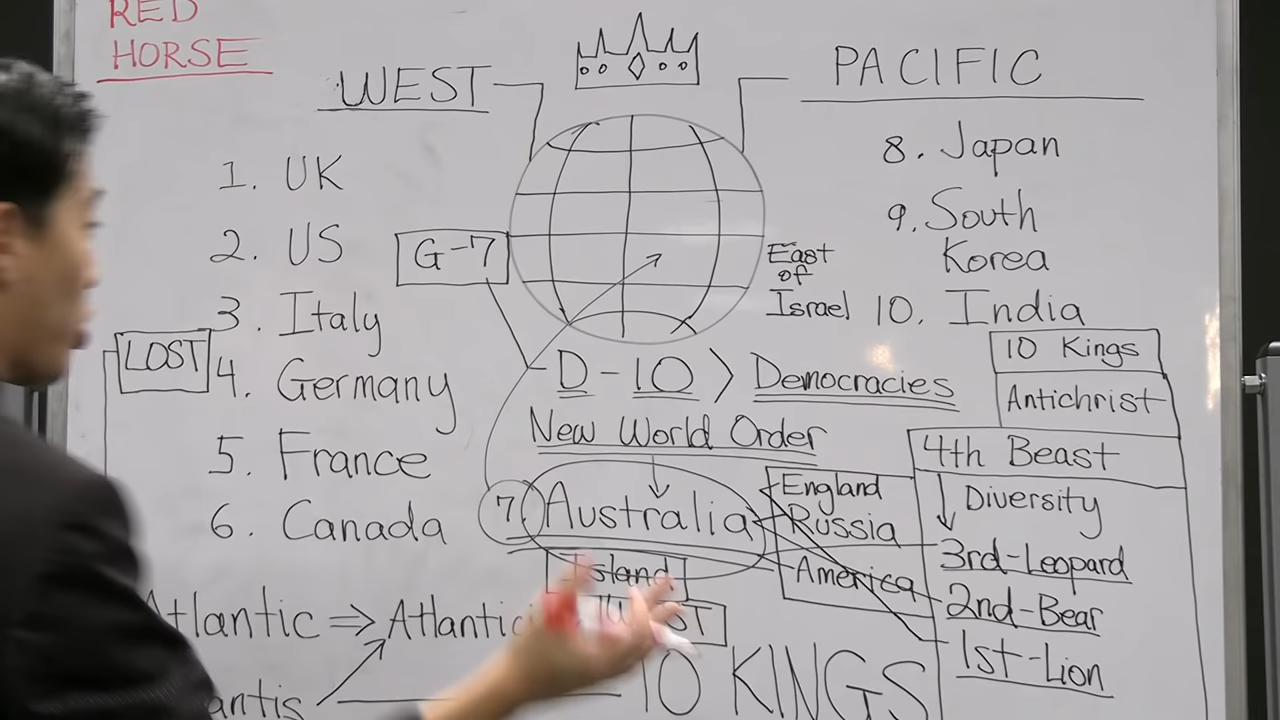 RED
HORSE
WEST
PACIFIC
1. UK
2. US
3. Italy
4. Germany
5. France
6. Canada
LOST
G-7
8. Japan
9. South
Korea
East
of
Israel
10. India
D-10 > Democracies
New World Order
7. Australia
Island
10 Kings
Antichrist
4th Beast
Diversity
3rd-Leopard
2nd-Bear
1st-Lion
England
Russia
America
Atlantic ⇒
10 KINGS